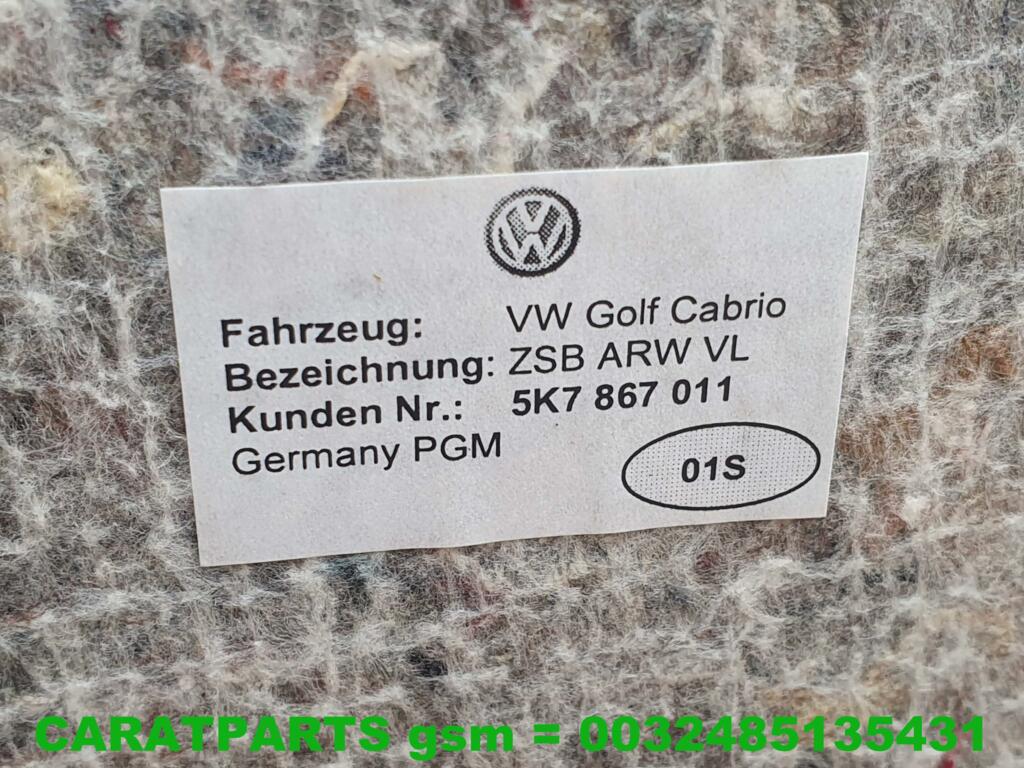 Fahrzeug: VW Golf Cabrio
Bezeichnung: ZSB ARW VL
Kunden Nr.: 5K7 867 011
Germany PGM
01S
CARATPARTS gsm = 0032485135431